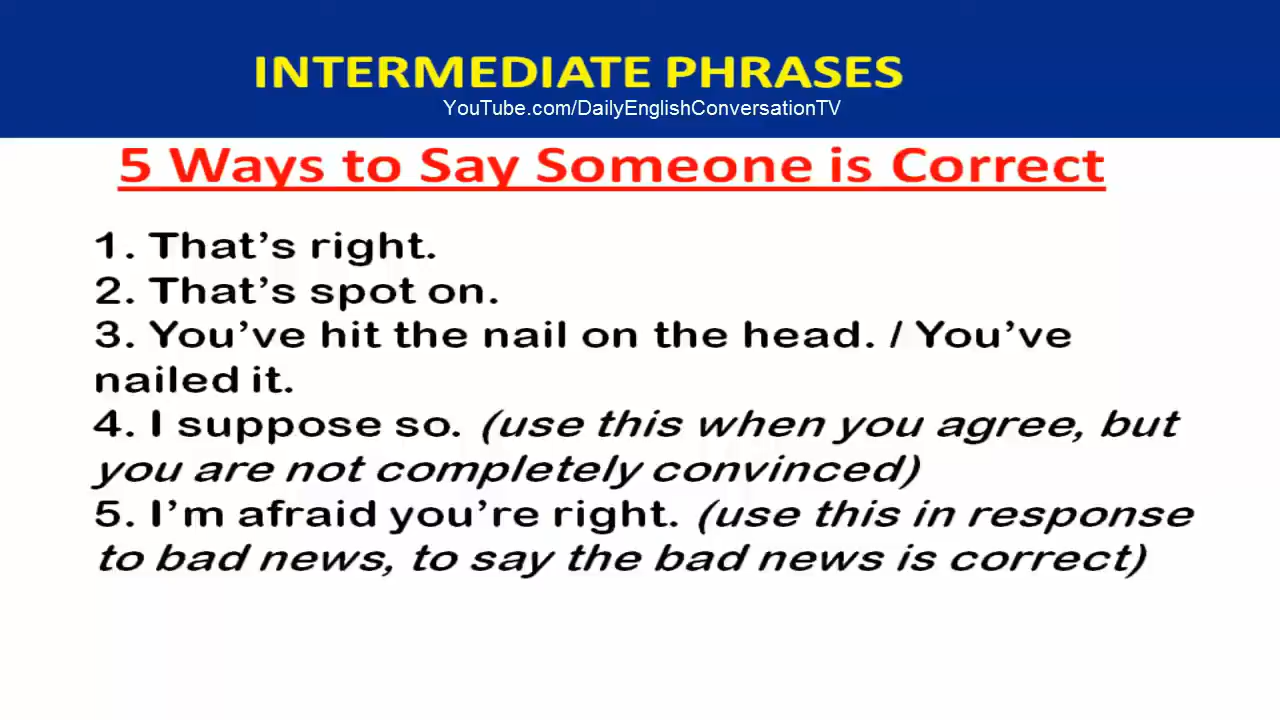 INTERMEDIATE PHRASES
YouTube.com/DailyEnglishConversationTV
5 Ways to Say Someone is Correct
1. That’s right.
2. That’s spot on.
3. You’ve hit the nail on the head. / You’ve
nailed it.
4. I suppose so. (use this when you agree, but
you are not completely convinced)
5. I’m afraid you’re right. (use this in response
to bad news, to say the bad news is correct)